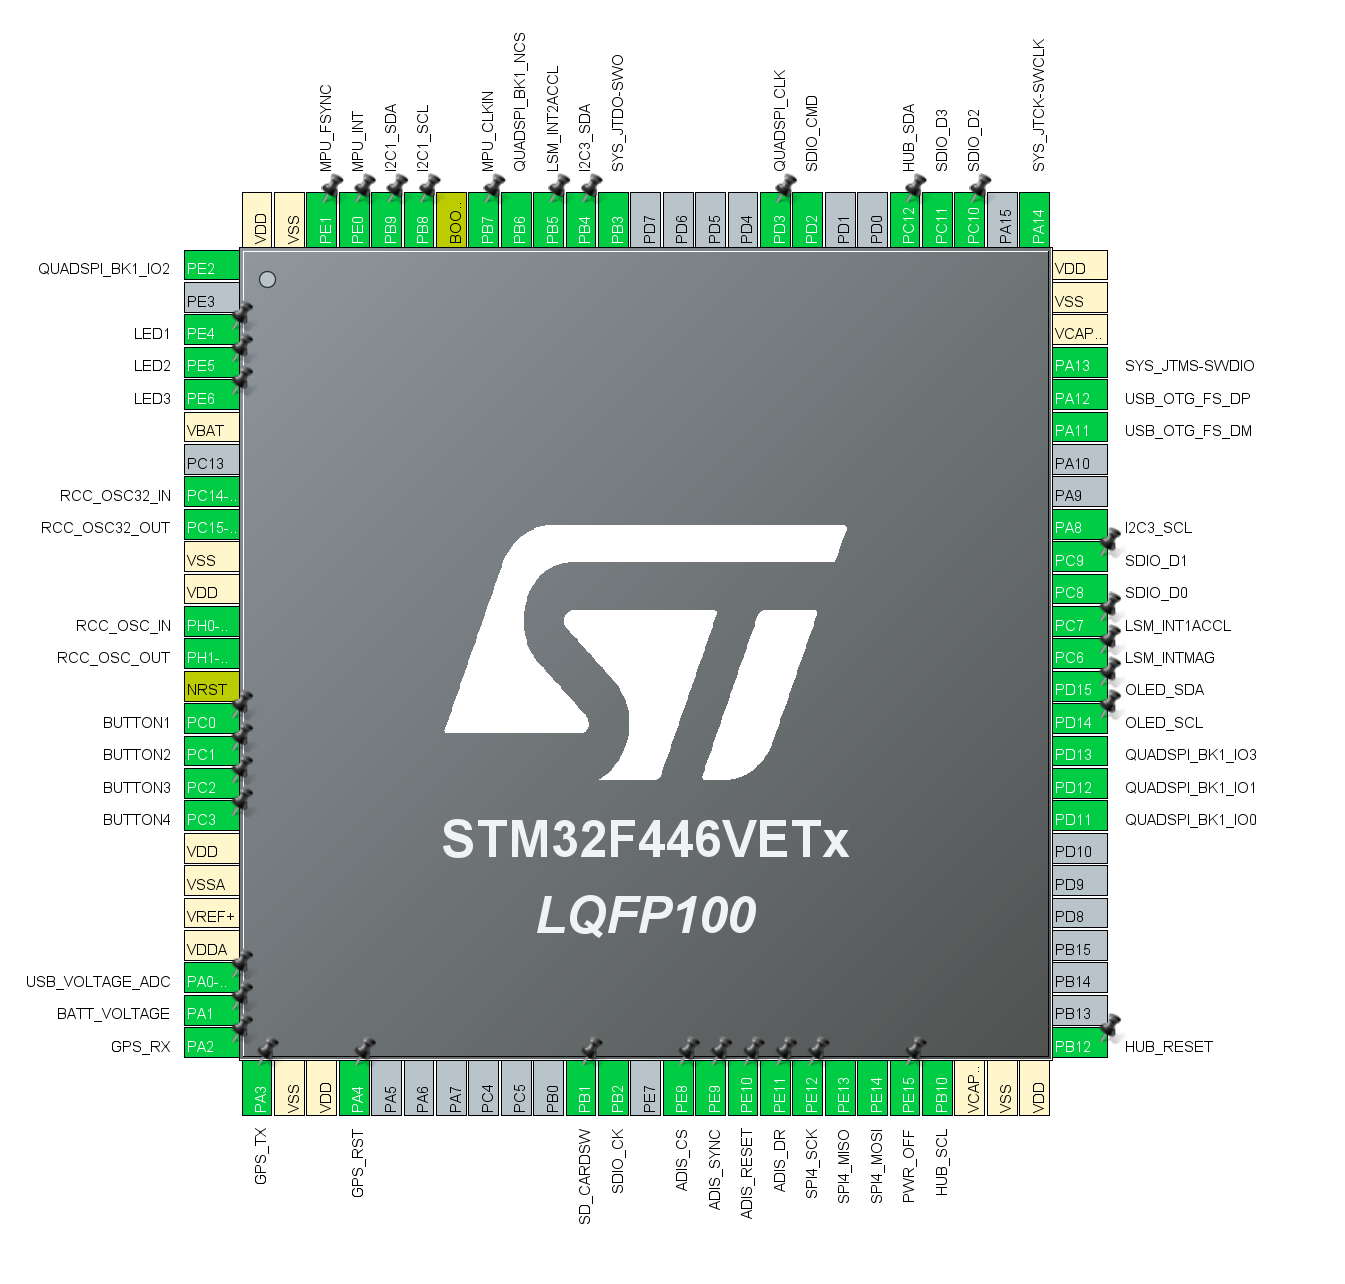 MPU_FSYNC
MPU_INT
I2C1_SDA
I2C1_SCL
MPU_CLKIN
QUADSPI_BK1_NCS
LSM_INT2ACCL
I2C3_SDA
SYS_JTDO-SWO
QUADSPI_CLK
SDIO_CMD
HUB_SDA
SDIO_D3
SDIO_D2
SYS_JTCK-SWCLK
VDD
VSS
PE1
PE0
PB9
PB8
BOO..
PB7
PB6
PB5
PB4
PB3
PD7
PD6
PD5
PD4
PD3
PD2
PD1
PD0
PC12
PC11
PC10
PA15
PA14
QUADSPI_BK1_IO2 PE2
PE3
LED1 PE4
LED2 PE5
LED3 PE6
VBAT
PC13
RCC_OSC32_IN PC14-..
RCC_OSC32_OUT PC15-..
VSS
VDD
RCC_OSC_IN PH0-..
RCC_OSC_OUT PH1-..
NRST
BUTTON1 PC0
BUTTON2 PC1
BUTTON3 PC2
BUTTON4 PC3
VDD
VSSA
VREF+
VDDA
USB_VOLTAGE_ADC PA0-..
BATT_VOLTAGE PA1
GPS_RX PA2
STM32F446VETx
LQFP100
VDD
VSS
VCAP..
PA13 SYS_JTMS-SWDIO
PA12 USB_OTG_FS_DP
PA11 USB_OTG_FS_DM
PA10
PA9
PA8 I2C3_SCL
PC9 SDIO_D1
PC8 SDIO_D0
PC7 LSM_INT1ACCL
PC6 LSM_INTMAG
PD15 OLED_SDA
PD14 OLED_SCL
PD13 QUADSPI_BK1_IO3
PD12 QUADSPI_BK1_IO1
PD11 QUADSPI_BK1_IO0
PD10
PD9
PD8
PB15
PB14
PB13
PB12 HUB_RESET
PA3
VSS
VDD
PA4
PA5
PA6
PA7
PC4
PC5
PB0
PB1
PB2
PE7
PE8
PE9
PE10
PE11
PE12
PE13
PE14
PE15
PB10
VCAP..
VSS
VDD
GPS_TX
GPS_RST
SD_CARDSW
SDIO_CK
ADIS_CS
ADIS_SYNC
ADIS_RESET
ADIS_DR
SPI4_SCK
SPI4_MISO
SPI4_MOSI
PWR_OFF
HUB_SCL